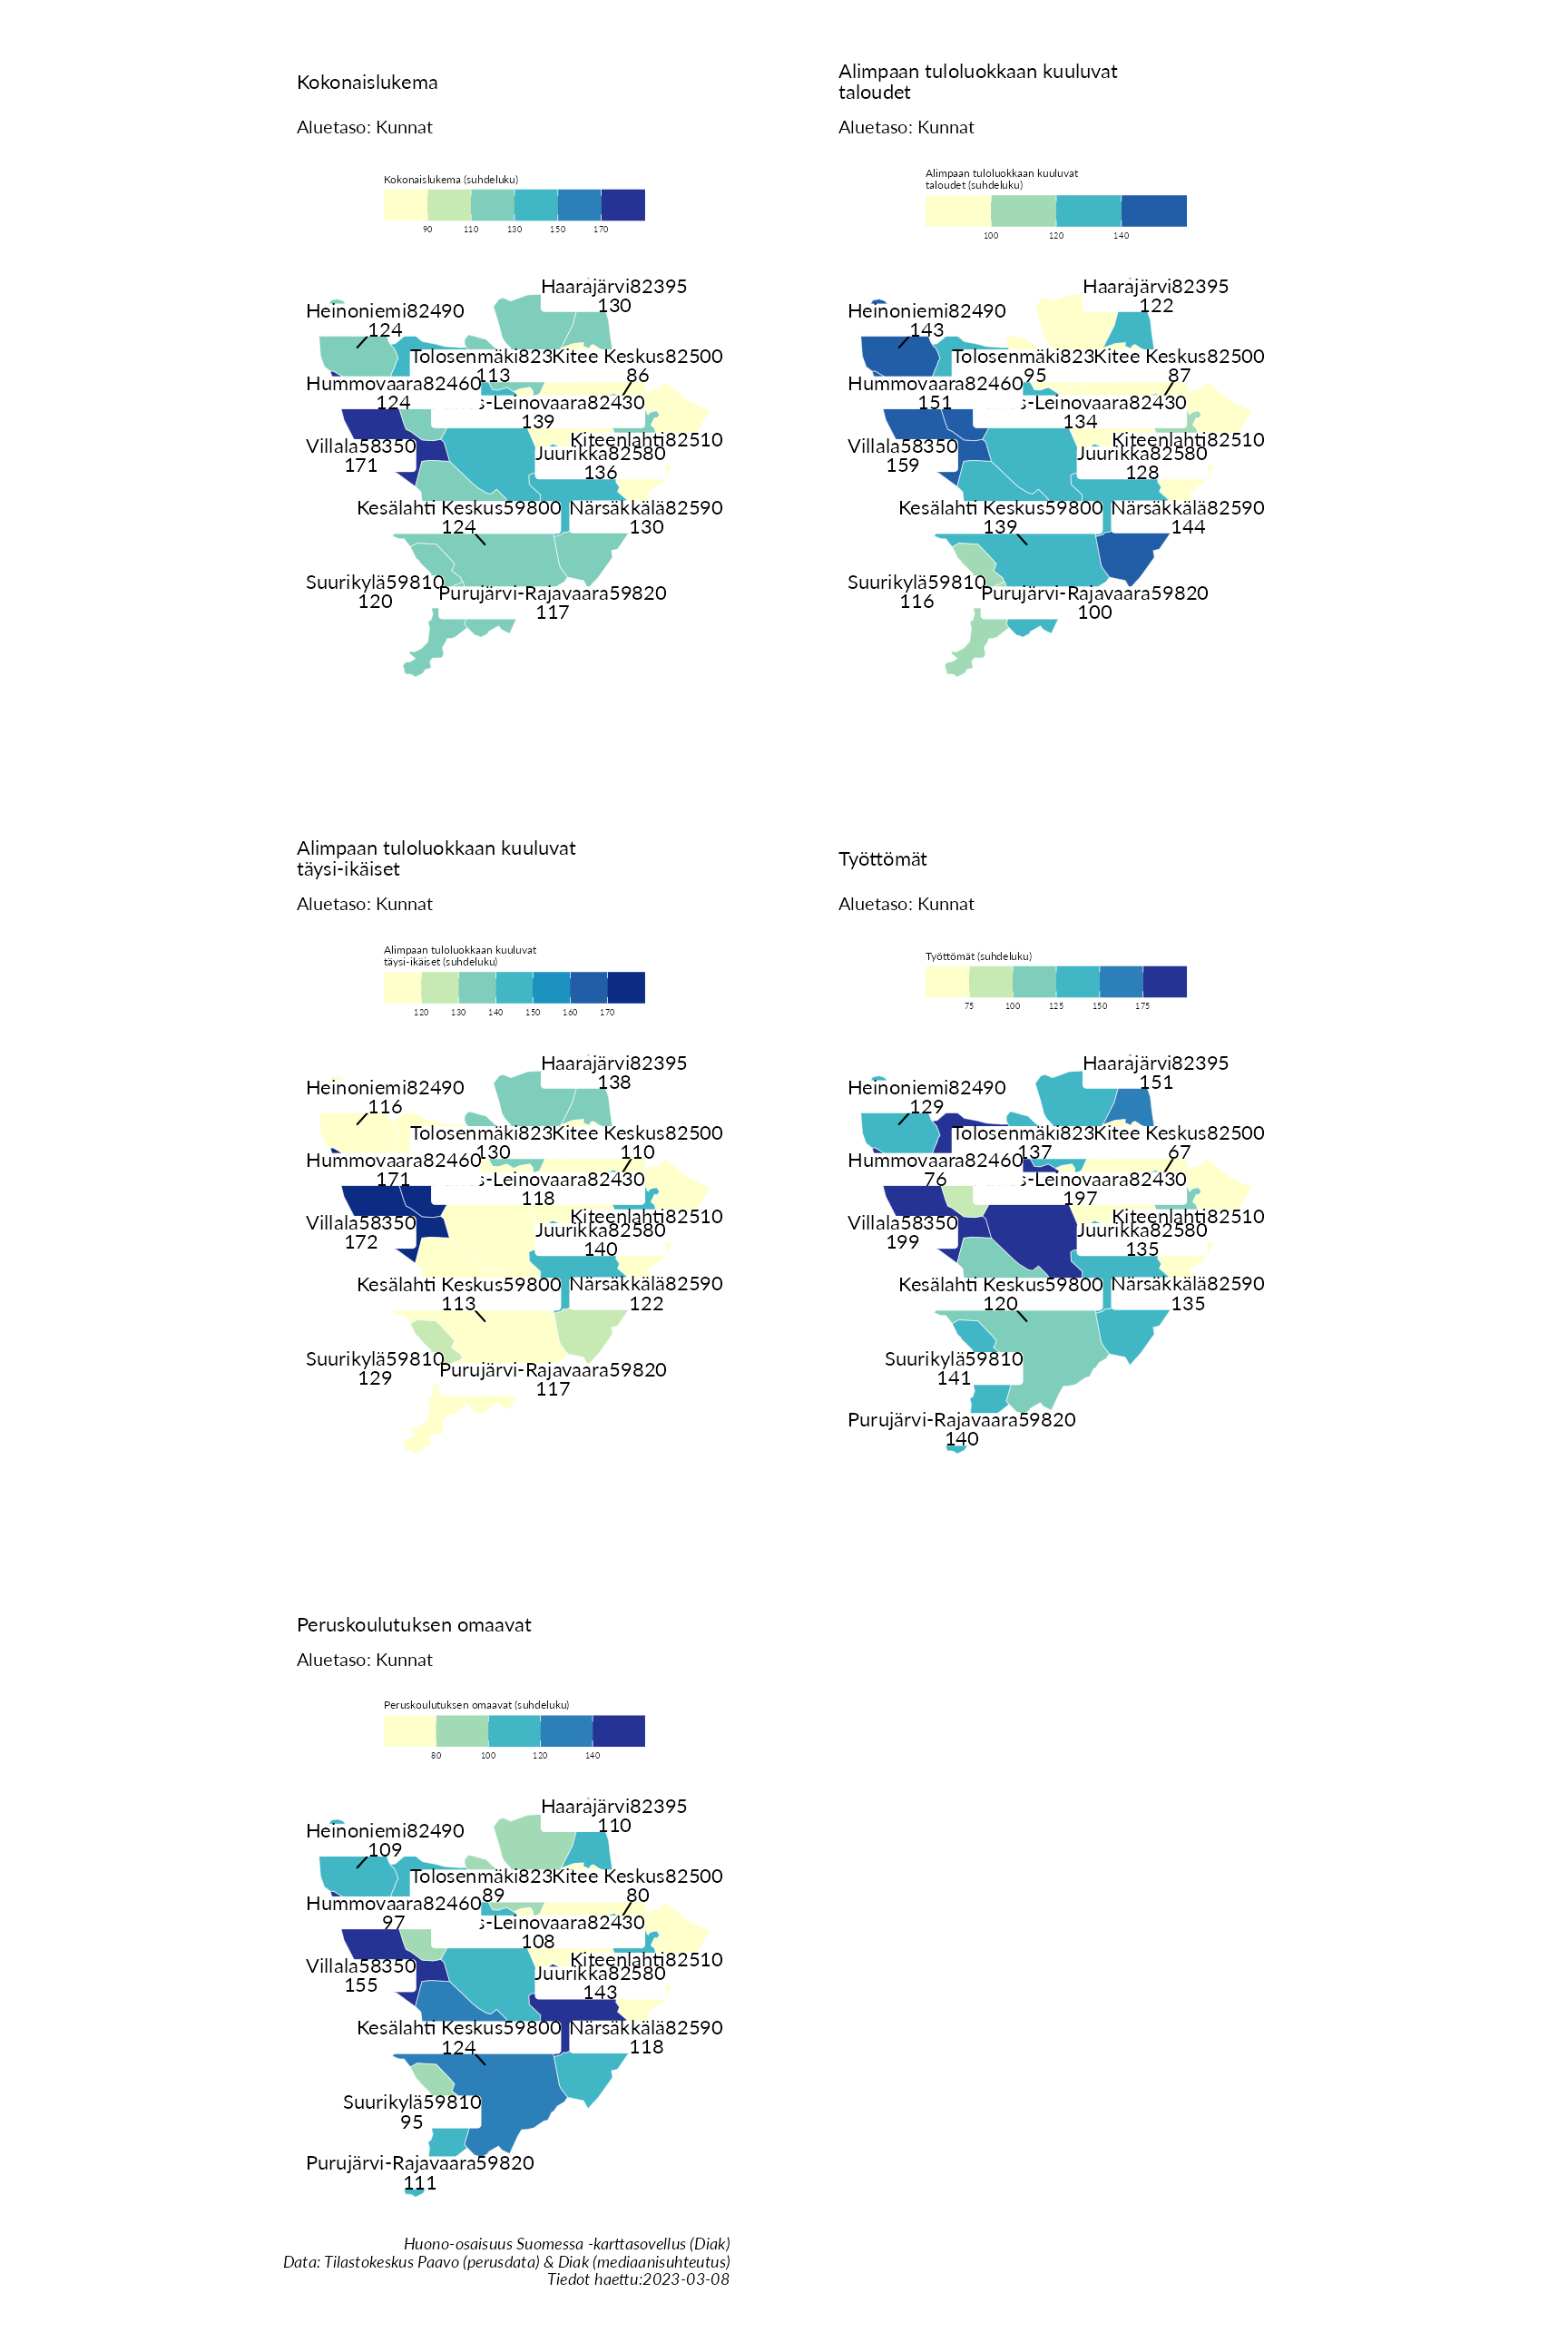 Kokonaislukema
Aluetaso: Kunnat
Kokonaislukema (suhdeluku)
90 110 130 150 170
Haarajärvi82395
130
Heinoniemi82490
124
Tolosenmäki823
113
Kitee Keskus82500
86
Hummovaara82460
124
s-Leinovaara82430
139
Kiteenlahti82510
Villala58350
171
Juurikka82580
136
Kesälahti Keskus59800
124
Närsäkkälä82590
130
Suurikylä59810
120
Purujärvi-Rajavaara59820
117
Alimpaan tuloluokkaan kuuluvat
taloudet
Aluetaso: Kunnat
Alimpaan tuloluokkaan kuuluvat
taloudet (suhdeluku)
100 120 140
Haarajärvi82395
122
Heinoniemi82490
143
Tolosenmäki823
95
Kitee Keskus82500
87
Hummovaara82460
151
s-Leinovaara82430
134
Kiteenlahti82510
Villala58350
159
Juurikka82580
128
Kesälahti Keskus59800
139
Närsäkkälä82590
144
Suurikylä59810
116
Purujärvi-Rajavaara59820
100
Alimpaan tuloluokkaan kuuluvat
täysi-ikäiset
Aluetaso: Kunnat
Alimpaan tuloluokkaan kuuluvat
täysi-ikäiset (suhdeluku)
120 130 140 150 160 170
Haarajärvi82395
138
Heinoniemi82490
116
Tolosenmäki823
130
Kitee Keskus82500
110
Hummovaara82460
171
s-Leinovaara82430
118
Kiteenlahti82510
Villala58350
172
Juurikka82580
140
Kesälahti Keskus59800
113
Närsäkkälä82590
122
Suurikylä59810
129
Purujärvi-Rajavaara59820
117
Työttömät
Aluetaso: Kunnat
Työttömät (suhdeluku)
75 100 125 150 175
Haarajärvi82395
151
Heinoniemi82490
129
Tolosenmäki823
137
Kitee Keskus82500
67
Hummovaara82460
76
s-Leinovaara82430
197
Kiteenlahti82510
Villala58350
199
Juurikka82580
135
Kesälahti Keskus59800
120
Närsäkkälä82590
135
Suurikylä59810
141
Purujärvi-Rajavaara59820
140
Peruskoulutuksen omaavat
Aluetaso: Kunnat
Peruskoulutuksen omaavat (suhdeluku)
80 100 120 140
Haarajärvi82395
110
Heinoniemi82490
109
Tolosenmäki823
89
Kitee Keskus82500
80
Hummovaara82460
97
s-Leinovaara82430
108
Kiteenlahti82510
Villala58350
155
Juurikka82580
143
Kesälahti Keskus59800
124
Närsäkkälä82590
118
Suurikylä59810
95
Purujärvi-Rajavaara59820
111
Huono-osaisuus Suomessa -karttasovellus (Diak)
Data: Tilastokeskus Paavo (perusdata) & Diak (mediaanisuhteutus)
Tiedot haettu:2023-03-08